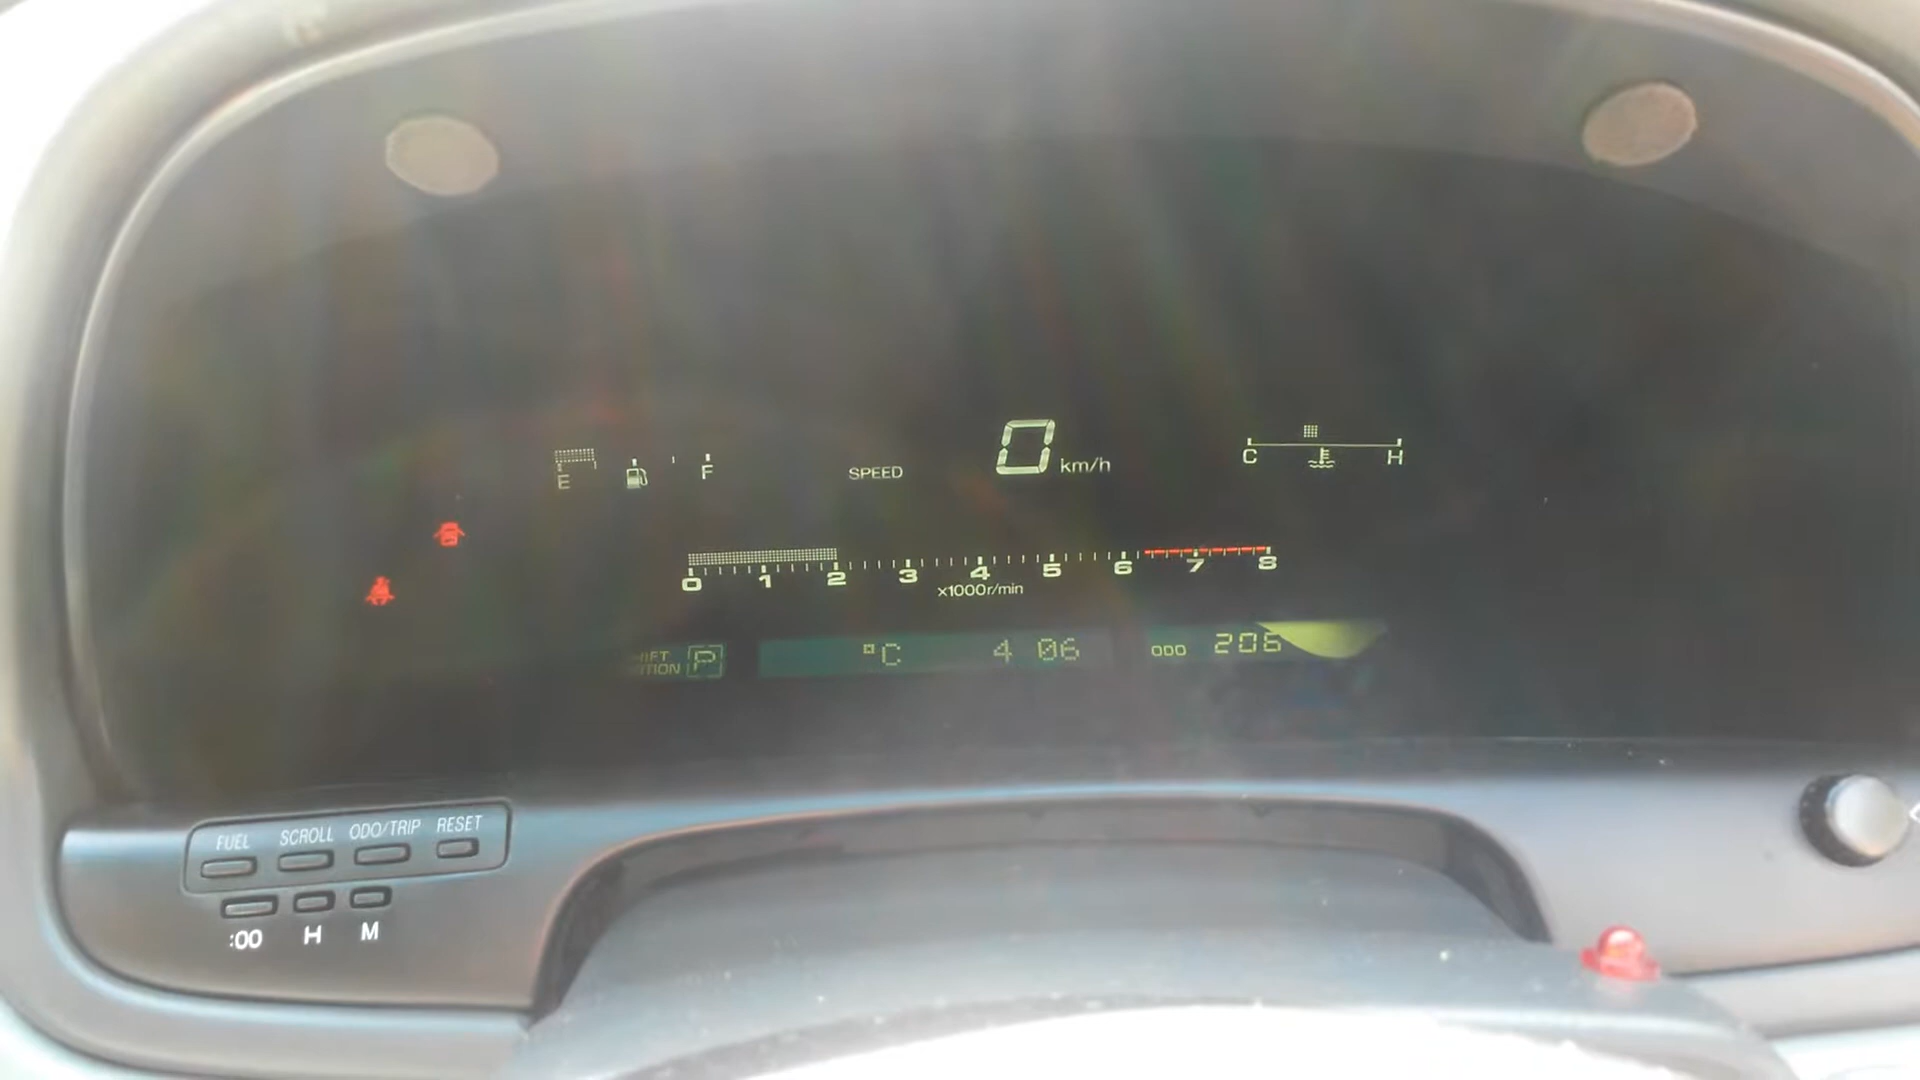 E F
SPEED 0 km/h
C H
0 1 2 3 4 5 6 7 8
x1000r/min
P °C 4 06 ODO 206
FUEL SCROLL ODO/TRIP RESET
:00 H M